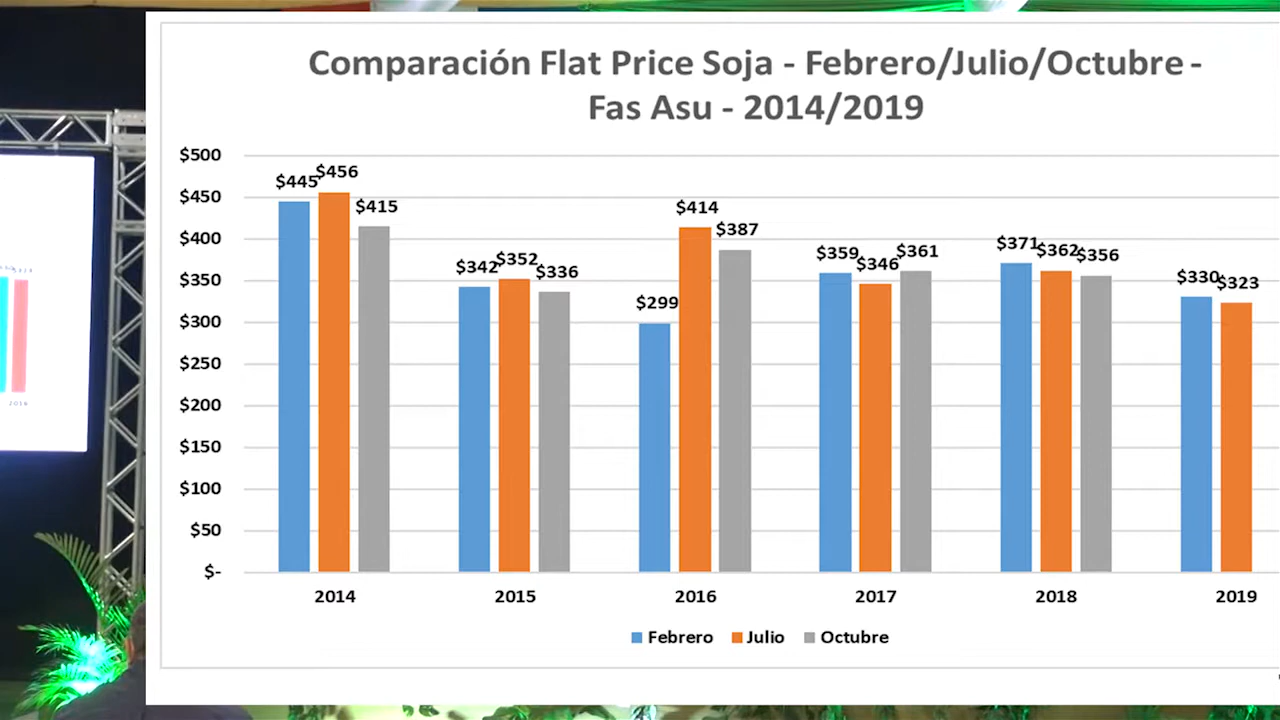 Comparación Flat Price Soja - Febrero/Julio/Octubre -
Fas Asu - 2014/2019
$500
$450
$400
$350
$300
$250
$200
$150
$100
$50
$-
$445 $456 $415
$342 $352 $336
$299 $414 $387
$359 $346 $361
$371 $362 $356
$330 $323
2014 2015 2016 2017 2018 2019
Febrero Julio Octubre